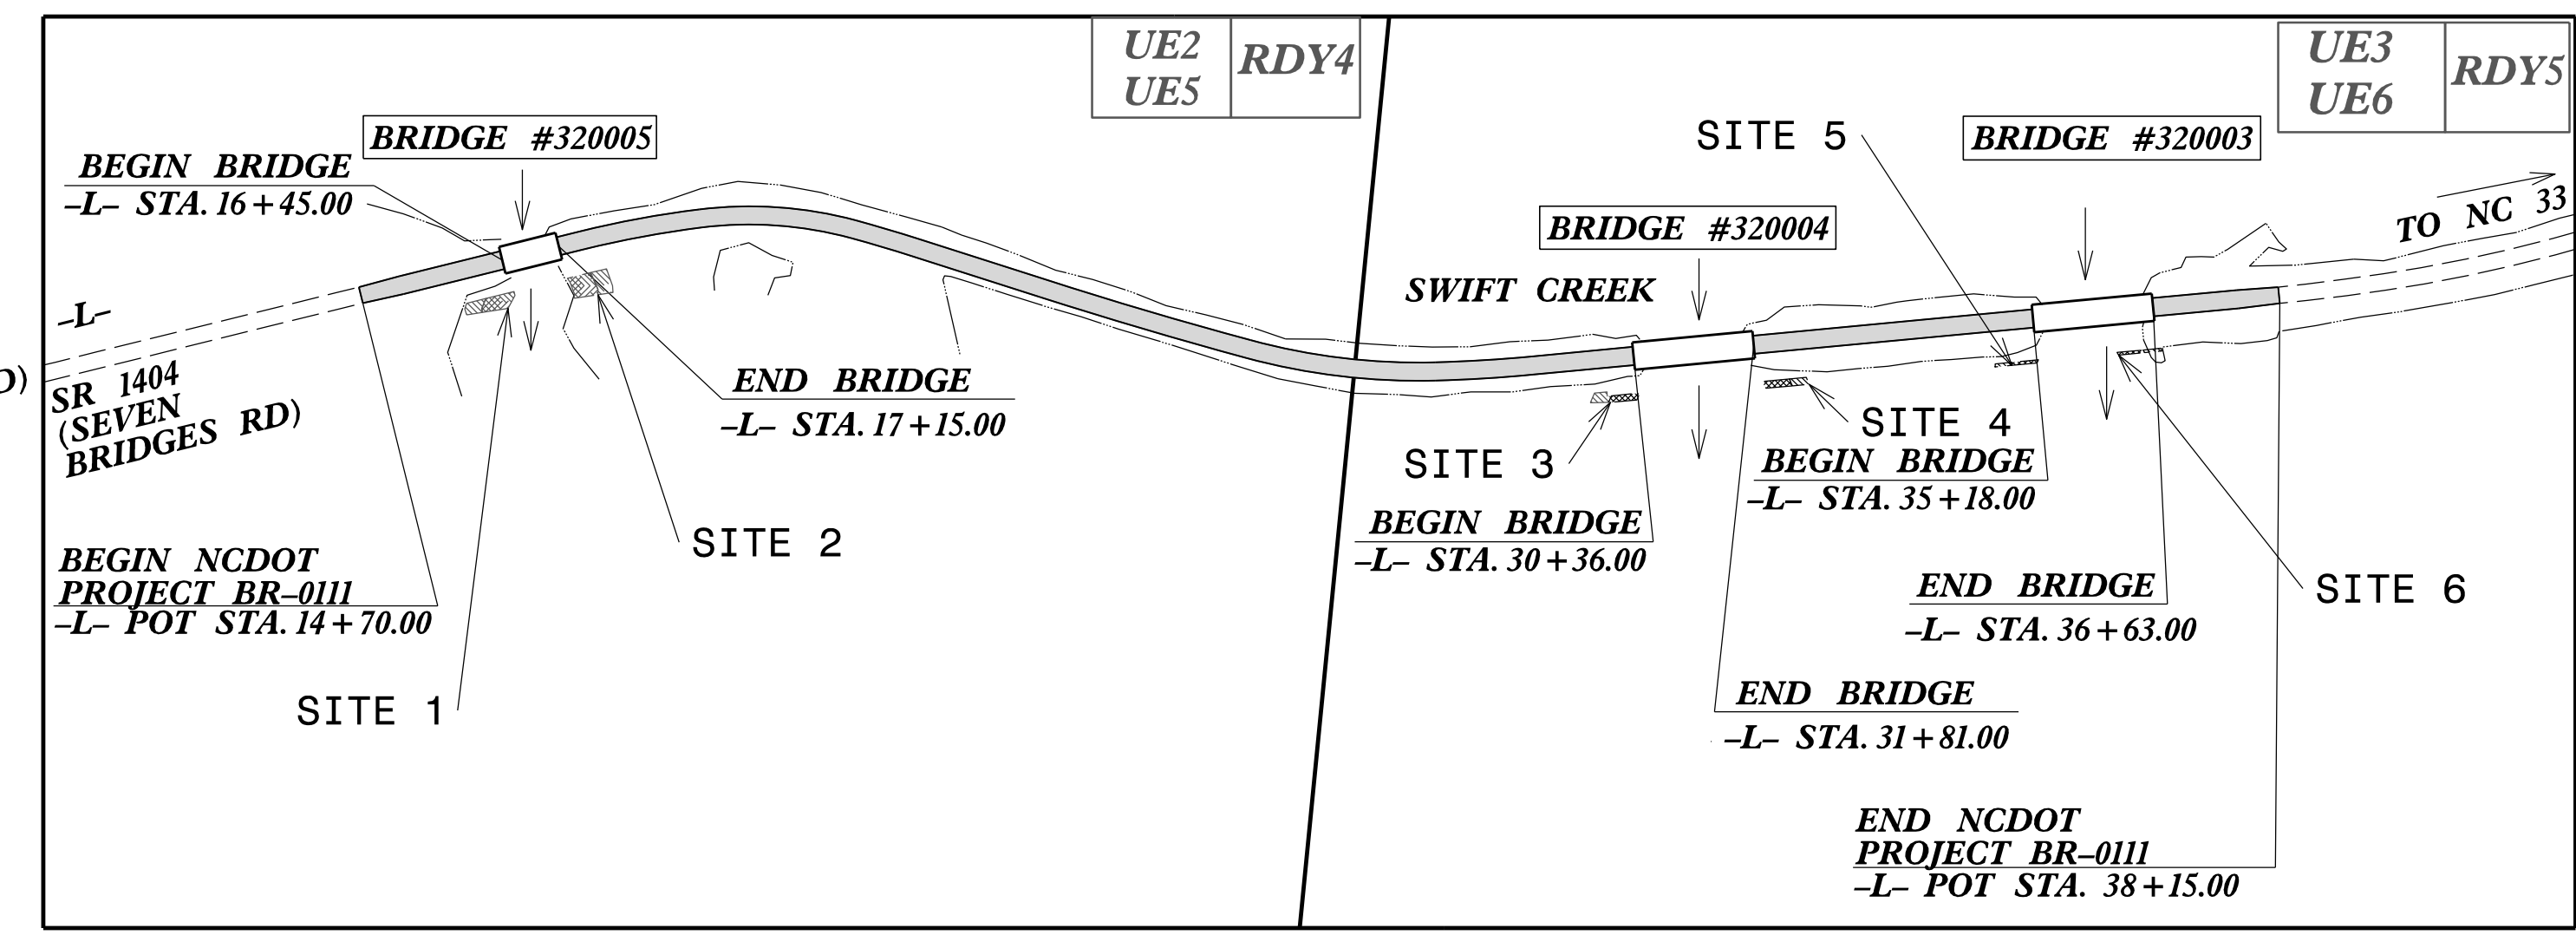 UE2
UE5
RDY4
UE3
UE6
RDY5
BRIDGE #320005
BEGIN BRIDGE
–L– STA. 16+45.00
SITE 5
BRIDGE #320003
TO NC 33
BRIDGE #320004
SWIFT CREEK
–L–
D)
SR 1404
(SEVEN
BRIDGES RD)
END BRIDGE
–L– STA. 17+15.00
SITE 3
SITE 4
BEGIN BRIDGE
–L– STA. 35+18.00
BEGIN BRIDGE
–L– STA. 30+36.00
SITE 2
BEGIN NCDOT
PROJECT BR–0111
–L– POT STA. 14+70.00
END BRIDGE
–L– STA. 36+63.00
SITE 6
SITE 1
END BRIDGE
–L– STA. 31+81.00
END NCDOT
PROJECT BR–0111
–L– POT STA. 38+15.00